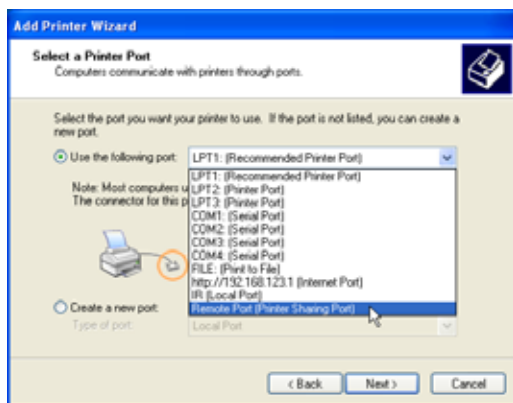 Add Printer Wizard
Select a Printer Port
Computers communicate with printers through ports.
Select the port you want your printer to use. If the port is not listed, you can create a
new port.
Use the following port: LPT1: (Recommended Printer Port)
LPT1: (Recommended Printer Port)
Note: Most computers u LPT2: (Printer Port)
The connector for this p LPT3: (Printer Port)
COM1: (Serial Port)
COM2: (Serial Port)
COM3: (Serial Port)
COM4: (Serial Port)
FILE: (Print to File)
http://192.168.123.1 (Internet Port)
IR (Local Port)
Create a new port: Remote Port (Printer Sharing Port)
Type of port: Local Port
< Back Next > Cancel